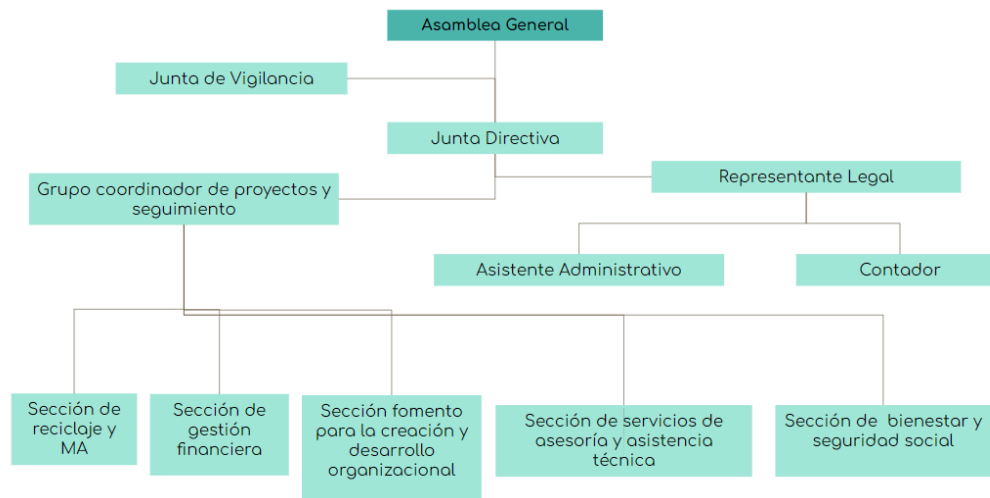 Asamblea General
Junta de Vigilancia
Junta Directiva
Representante Legal
Grupo coordinador de proyectos y
seguimiento
Asistente Administrativo
Contador
Sección de
reciclaje y
MA
Sección de
gestión
financiera
Sección fomento
para la creación y
desarrollo
organizacional
Sección de servicios de
asesoría y asistencia
técnica
Sección de bienestar y
seguridad social